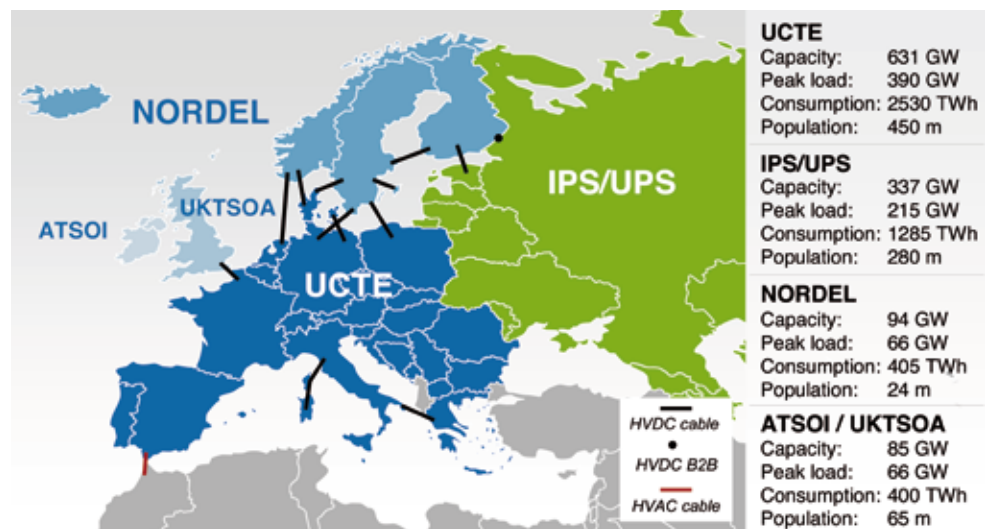 NORDEL
UKTSOA
ATSOI
IPS/UPS
UCTE
HVDC cable
HVDC B2B
HVAC cable
UCTE
Capacity: 631 GW
Peak load: 390 GW
Consumption: 2530 TWh
Population: 450 m
IPS/UPS
Capacity: 337 GW
Peak load: 215 GW
Consumption: 1285 TWh
Population: 280 m
NORDEL
Capacity: 94 GW
Peak load: 66 GW
Consumption: 405 TWh
Population: 24 m
ATSOI / UKTSOA
Capacity: 85 GW
Peak load: 66 GW
Consumption: 400 TWh
Population: 65 m